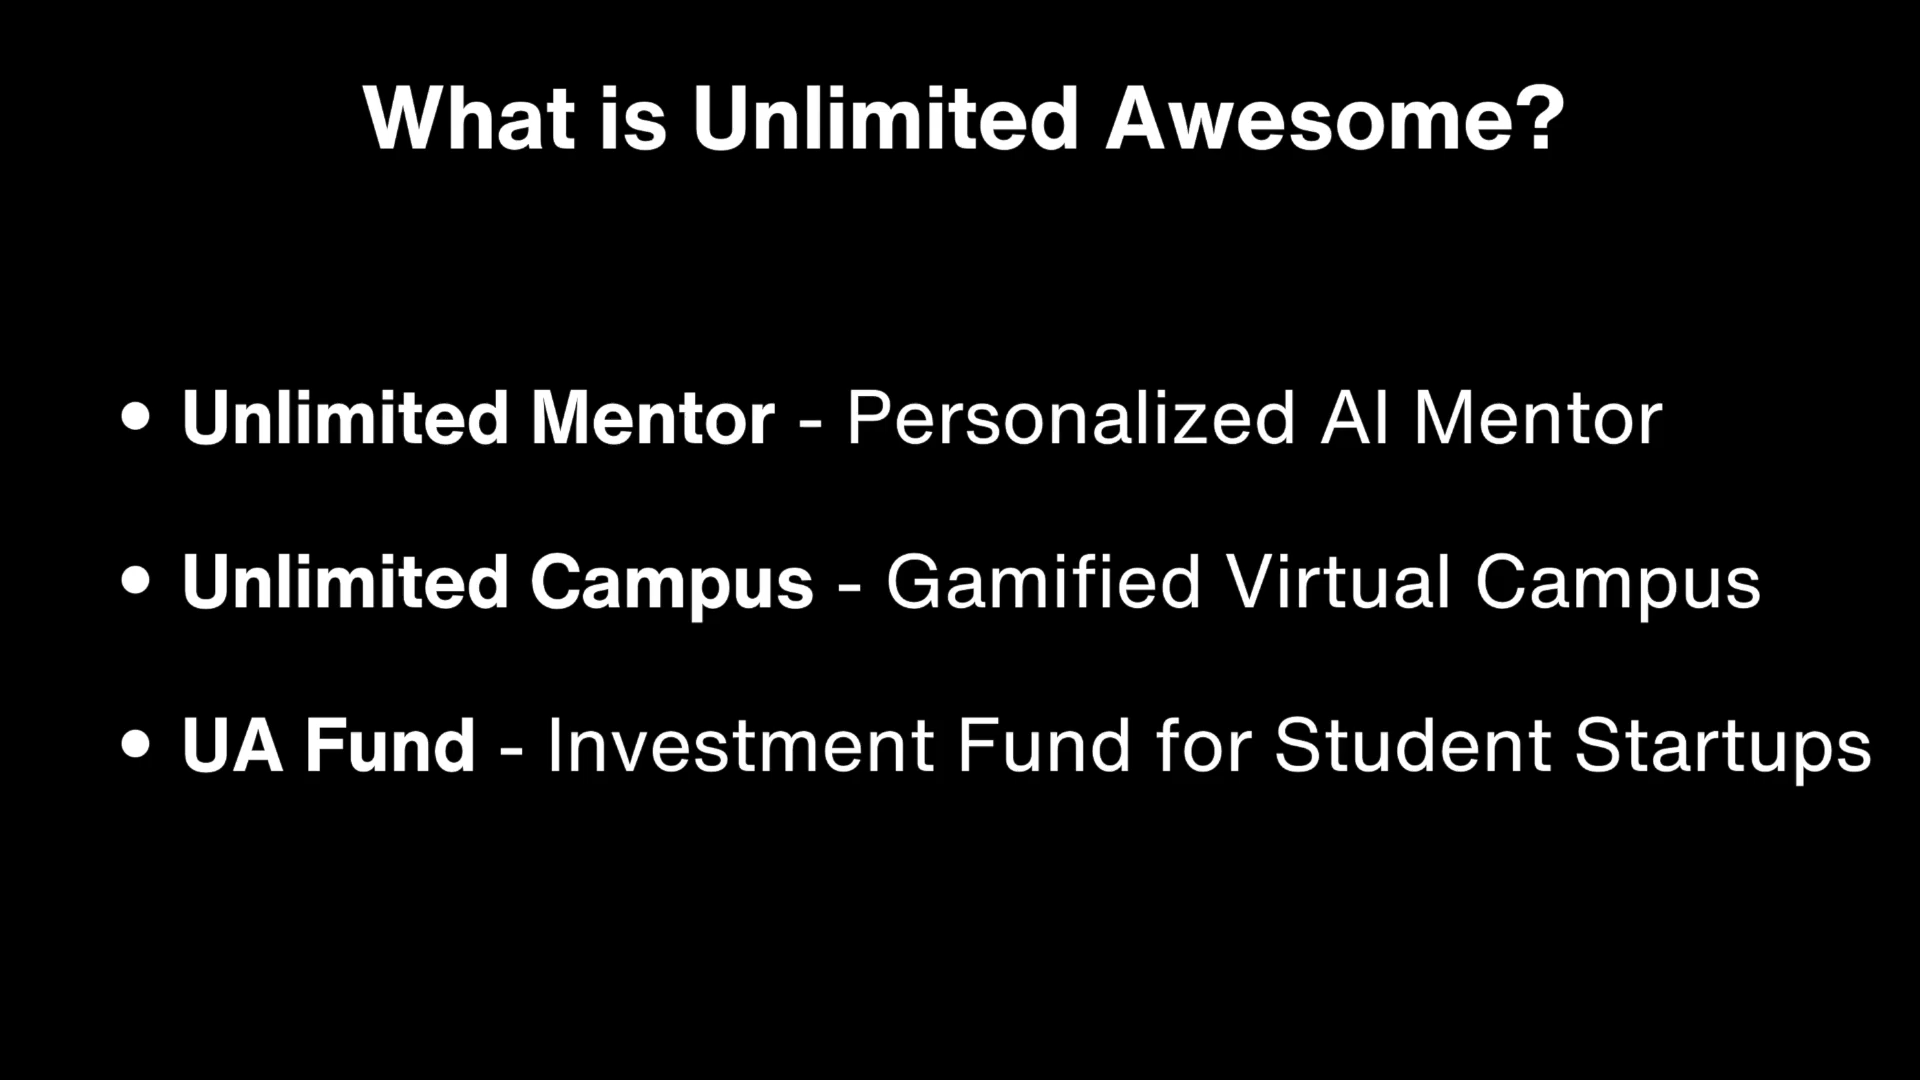 What is Unlimited Awesome?
• Unlimited Mentor - Personalized AI Mentor
• Unlimited Campus - Gamified Virtual Campus
• UA Fund - Investment Fund for Student Startups